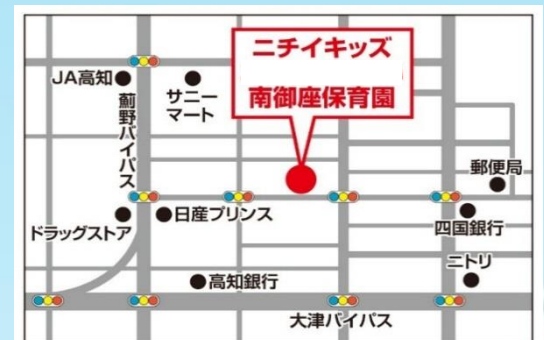 ニチイキッズ
南御座保育園
JA高知
サニー
マート
薊野バイパス
郵便局
ドラッグストア
日産プリンス
四国銀行
ニトリ
高知銀行
大津バイパス